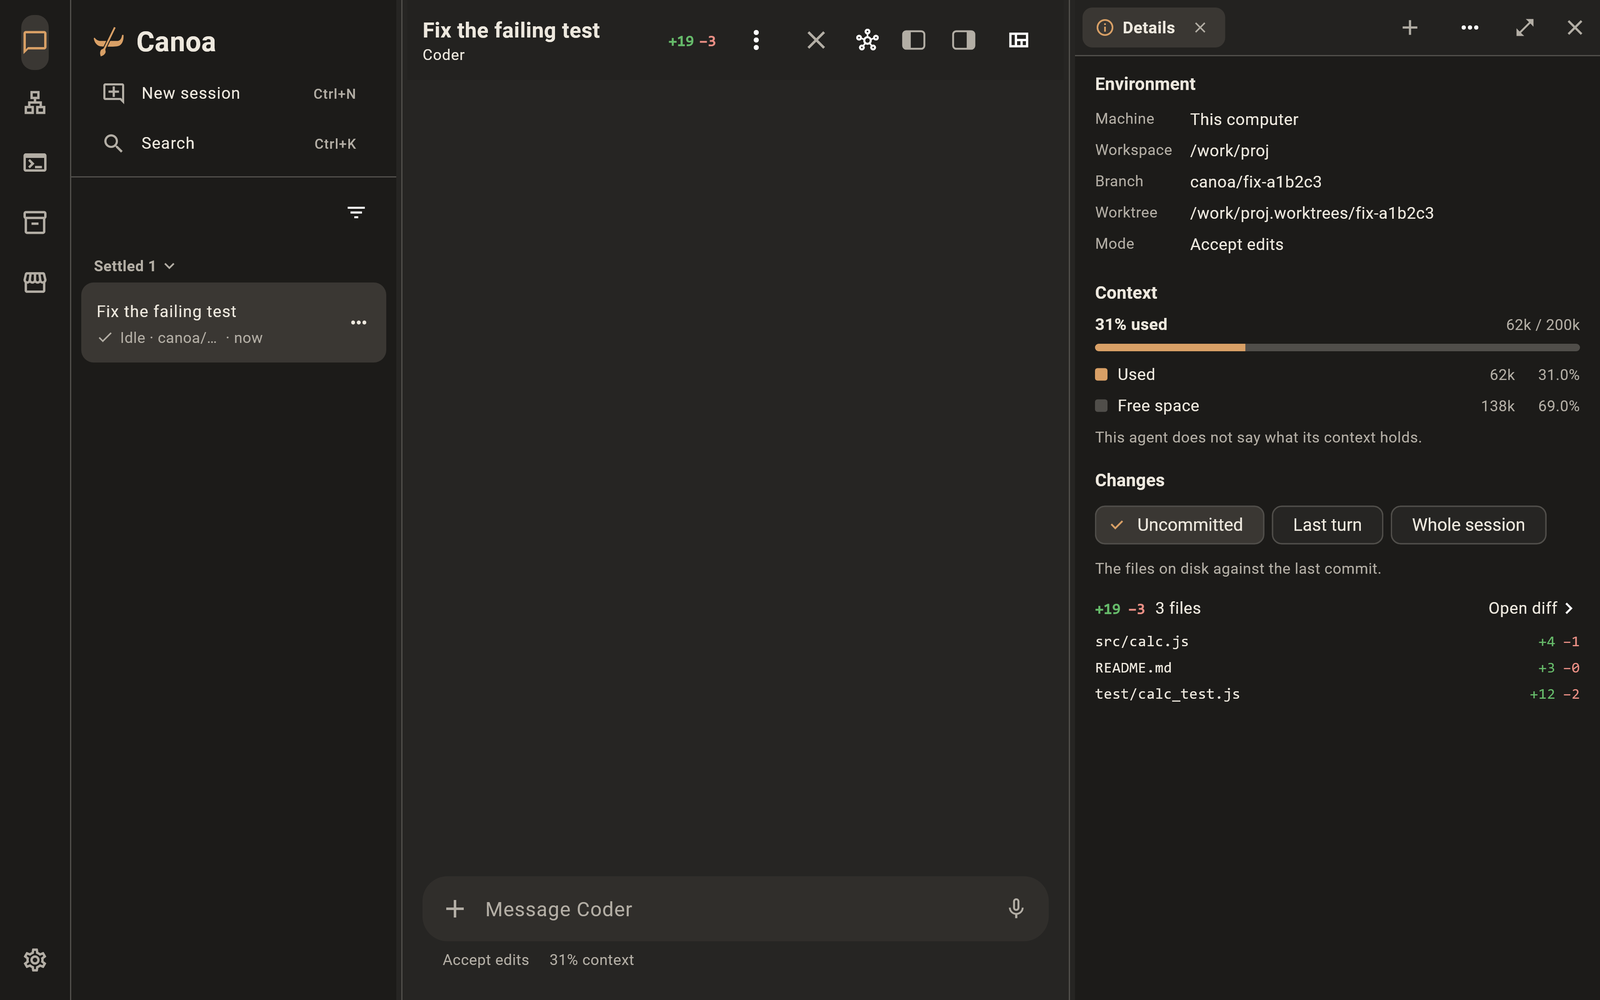 Canoa
New session Ctrl+N
Search Ctrl+K
Settled 1
Fix the failing test
Idle · canoa/… · now
Fix the failing test
Coder
+19 −3
Message Coder
Accept edits 31% context
Details
Environment
Machine This computer
Workspace /work/proj
Branch canoa/fix-a1b2c3
Worktree /work/proj.worktrees/fix-a1b2c3
Mode Accept edits
Context
31% used 62k / 200k
Used 62k 31.0%
Free space 138k 69.0%
This agent does not say what its context holds.
Changes
Uncommitted Last turn Whole session
The files on disk against the last commit.
+19 −3 3 files Open diff
src/calc.js +4 −1
README.md +3 −0
test/calc_test.js +12 −2